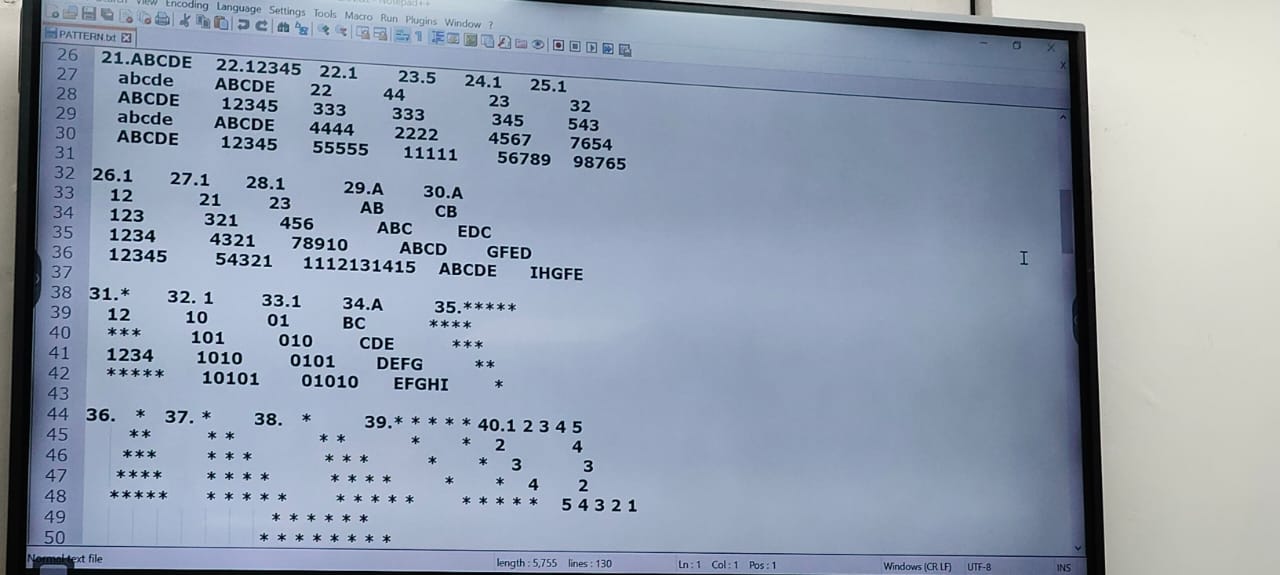 Search View Encoding Language Settings Tools Macro Run Plugins Window ?
PATTERN.txt
26 21.ABCDE 22.12345 22.1 23.5 24.1 25.1
27 abcde ABCDE 22 44 23 32
28 ABCDE 12345 333 333 345 543
29 abcde ABCDE 4444 2222 4567 7654
30 ABCDE 12345 55555 11111 56789 98765
31
32 26.1 27.1 28.1 29.A 30.A
33 12 21 23 AB CB
34 123 321 456 ABC EDC
35 1234 4321 78910 ABCD GFED
36 12345 54321 1112131415 ABCDE IHGFE
37
38 31.* 32. 1 33.1 34.A 35.*****
39 12 10 01 BC ****
40 *** 101 010 CDE ***
41 1234 1010 0101 DEFG **
42 ***** 10101 01010 EFGHI *
43
44 36. * 37. * 38. * 39.* * * * * 40.1 2 3 4 5
45 ** * * * * * * 2 4
46 *** * * * * * * * * 3 3
47 **** * * * * * * * * * * 4 2
48 ***** * * * * * * * * * * * * * * * 5 4 3 2 1
49 * * * * * *
50 * * * * * * * *
Normal text file length : 5,755 lines : 130 Ln : 1 Col : 1 Pos : 1 Windows (CR LF) UTF-8 INS